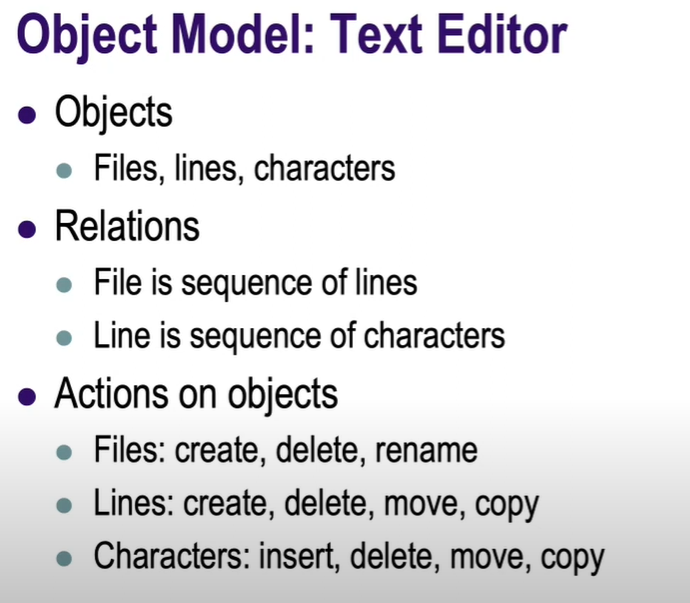 Object Model: Text Editor
Objects
Files, lines, characters
Relations
File is sequence of lines
Line is sequence of characters
Actions on objects
Files: create, delete, rename
Lines: create, delete, move, copy
Characters: insert, delete, move, copy